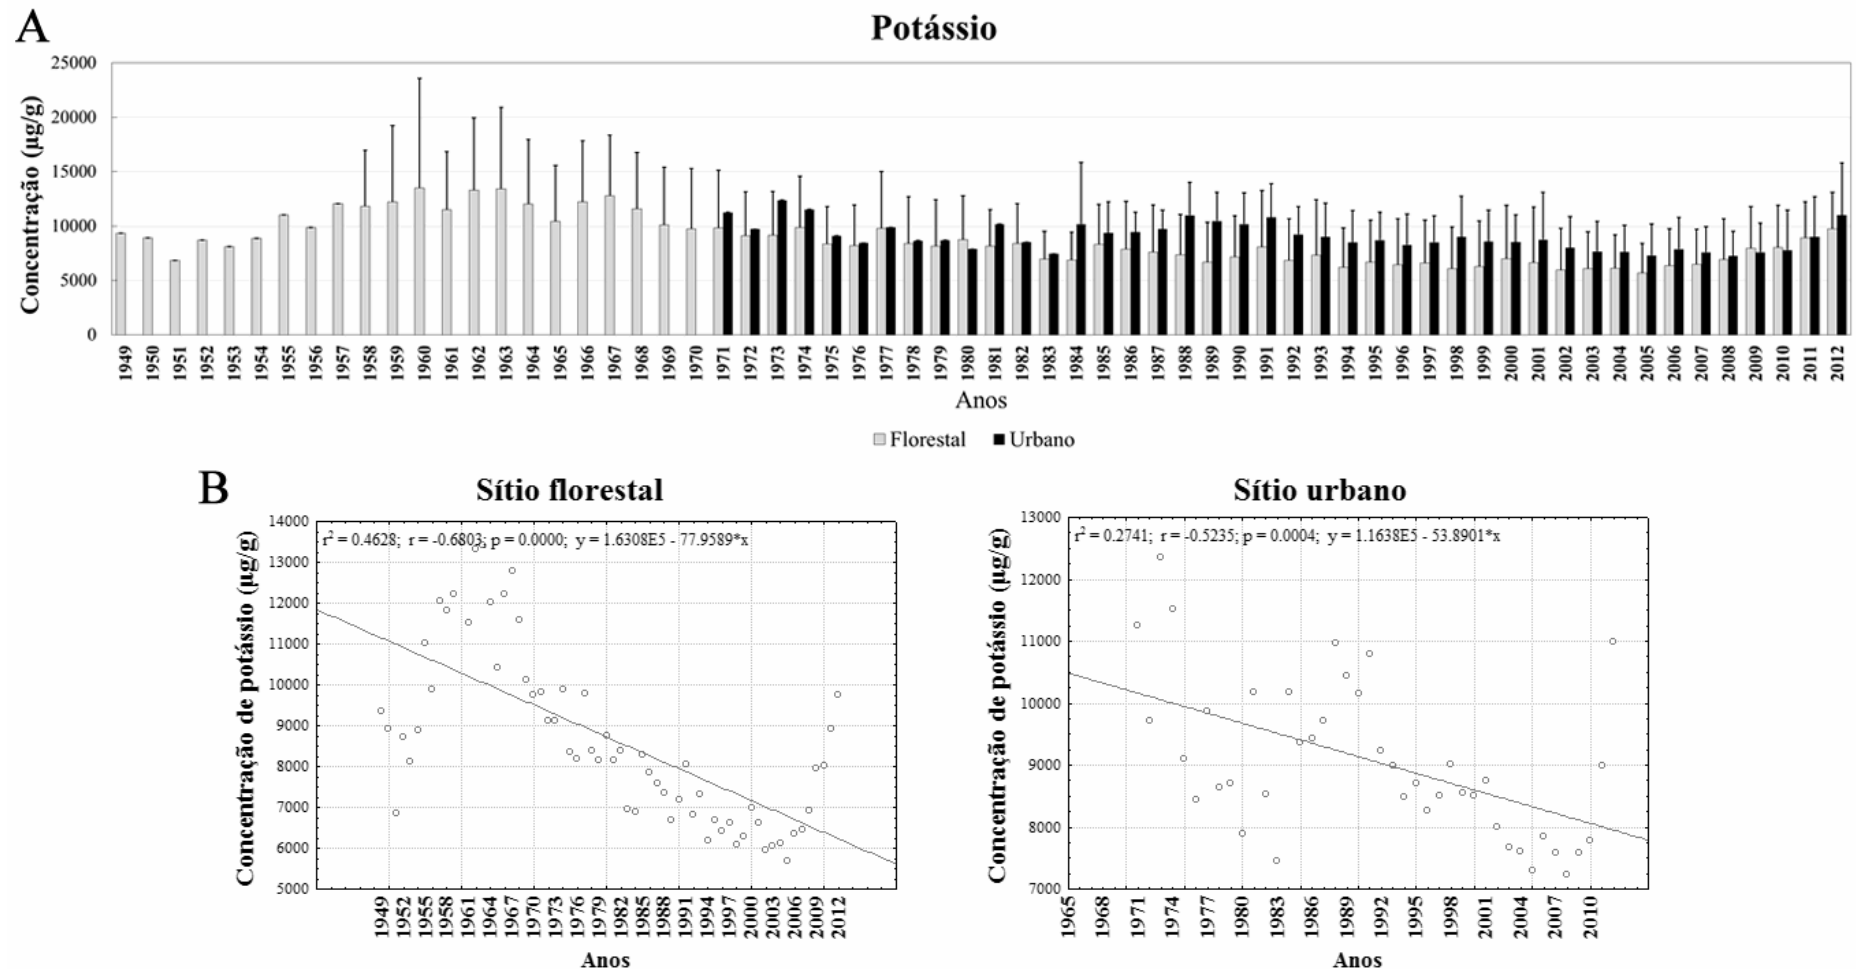 A
Potássio
Concentração (µg/g)
25000
20000
15000
10000
5000
0
1949 1950 1951 1952 1953 1954 1955 1956 1957 1958 1959 1960 1961 1962 1963 1964 1965 1966 1967 1968 1969 1970 1971 1972 1973 1974 1975 1976 1977 1978 1979 1980 1981 1982 1983 1984 1985 1986 1987 1988 1989 1990 1991 1992 1993 1994 1995 1996 1997 1998 1999 2000 2001 2002 2003 2004 2005 2006 2007 2008 2009 2010 2011 2012
Anos
Florestal Urbano
B
Sítio florestal
Concentração de potássio (µg/g)
r² = 0.4628; r = -0.6803; p = 0.0000; y = 1.6308E5 - 77.9589*x
14000
13000
12000
11000
10000
9000
8000
7000
6000
5000
1949 1952 1955 1958 1961 1964 1967 1970 1973 1976 1979 1982 1985 1988 1991 1994 1997 2000 2003 2006 2009 2012
Anos
Sítio urbano
Concentração de potássio (µg/g)
r² = 0.2741; r = -0.5235; p = 0.0004; y = 1.1638E5 - 53.8901*x
13000
12000
11000
10000
9000
8000
7000
1965 1968 1971 1974 1977 1980 1983 1986 1989 1992 1995 1998 2001 2004 2007 2010
Anos